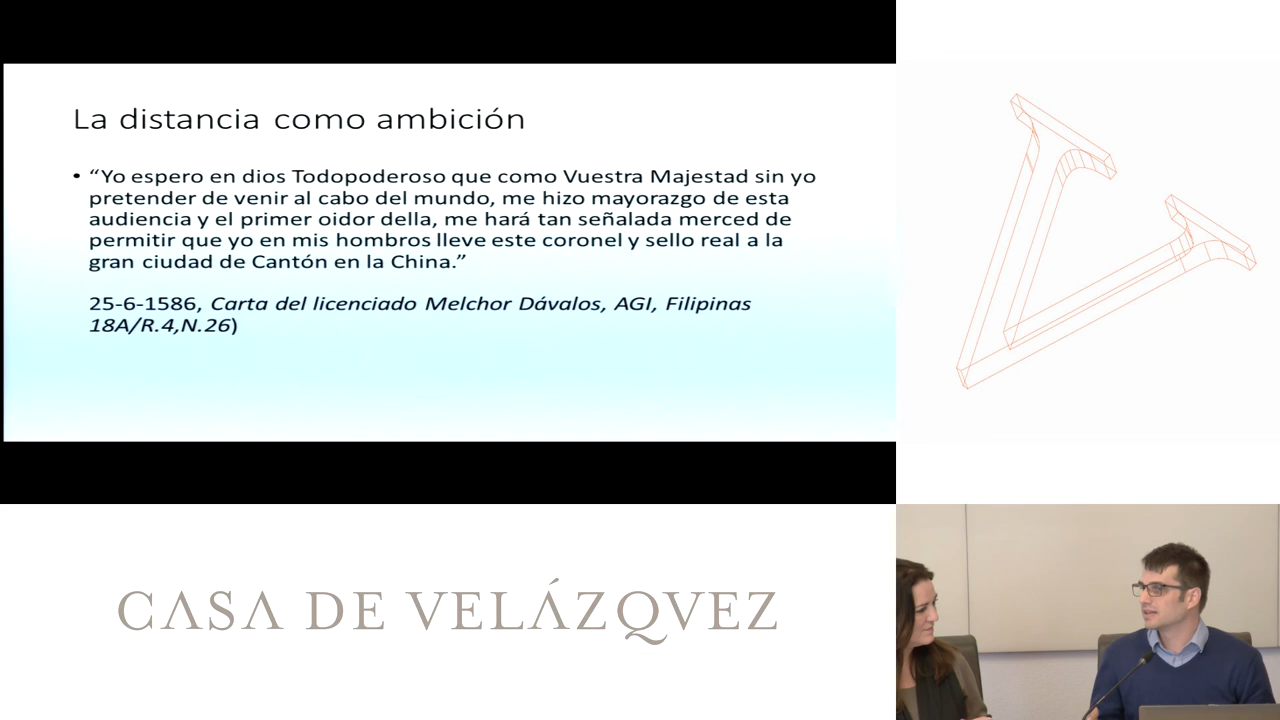 La distancia como ambición
• “Yo espero en dios Todopoderoso que como Vuestra Majestad sin yo
pretender de venir al cabo del mundo, me hizo mayorazgo de esta
audiencia y el primer oidor della, me hará tan señalada merced de
permitir que yo en mis hombros lleve este coronel y sello real a la
gran ciudad de Cantón en la China.”
25-6-1586, Carta del licenciado Melchor Dávalos, AGI, Filipinas
18A/R.4,N.26)
CASA DE VELÁZQVEZ